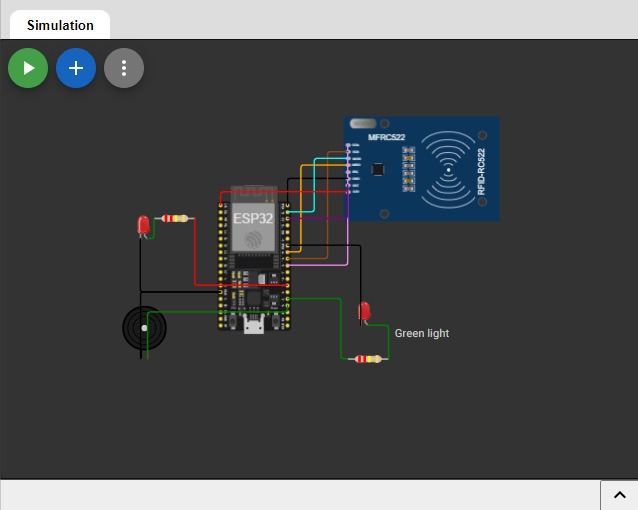 Simulation
MFRC522
RFID-RC522
ESP32
Green light